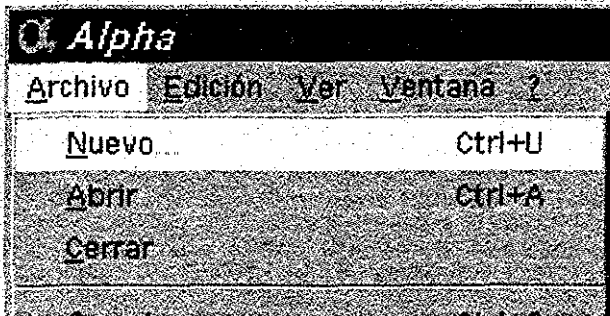 α Alpha
Archivo Edición Ver Ventana ?
Nuevo... Ctrl+U
Abrir Ctrl+A
Cerrar